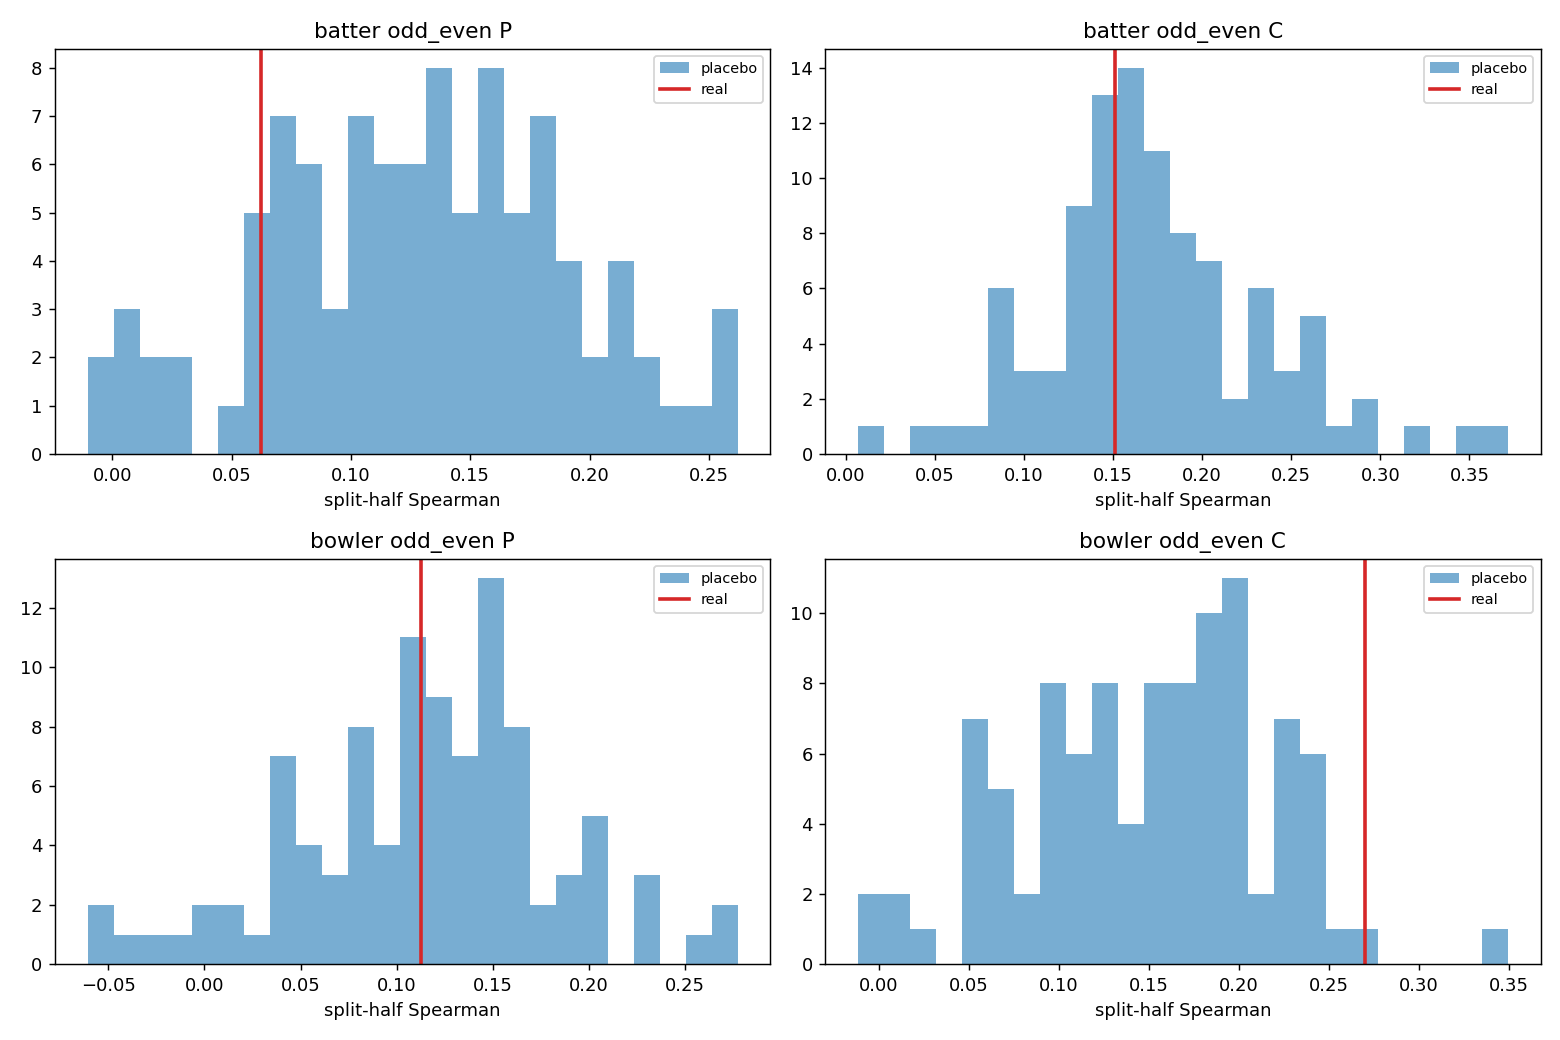 batter odd_even P
8
7
6
5
4
3
2
1
0
0.00 0.05 0.10 0.15 0.20 0.25
split-half Spearman
placebo
real
batter odd_even C
14
12
10
8
6
4
2
0
0.00 0.05 0.10 0.15 0.20 0.25 0.30 0.35
split-half Spearman
placebo
real
bowler odd_even P
12
10
8
6
4
2
0
−0.05 0.00 0.05 0.10 0.15 0.20 0.25
split-half Spearman
placebo
real
bowler odd_even C
10
8
6
4
2
0
0.00 0.05 0.10 0.15 0.20 0.25 0.30 0.35
split-half Spearman
placebo
real